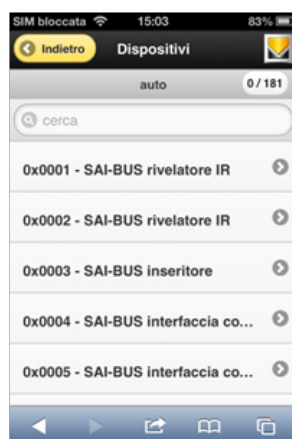 SIM bloccata 15:03 83%
Indietro Dispositivi
auto 0/181
cerca
0x0001 - SAI-BUS rivelatore IR
0x0002 - SAI-BUS rivelatore IR
0x0003 - SAI-BUS inseritore
0x0004 - SAI-BUS interfaccia co...
0x0005 - SAI-BUS interfaccia co...